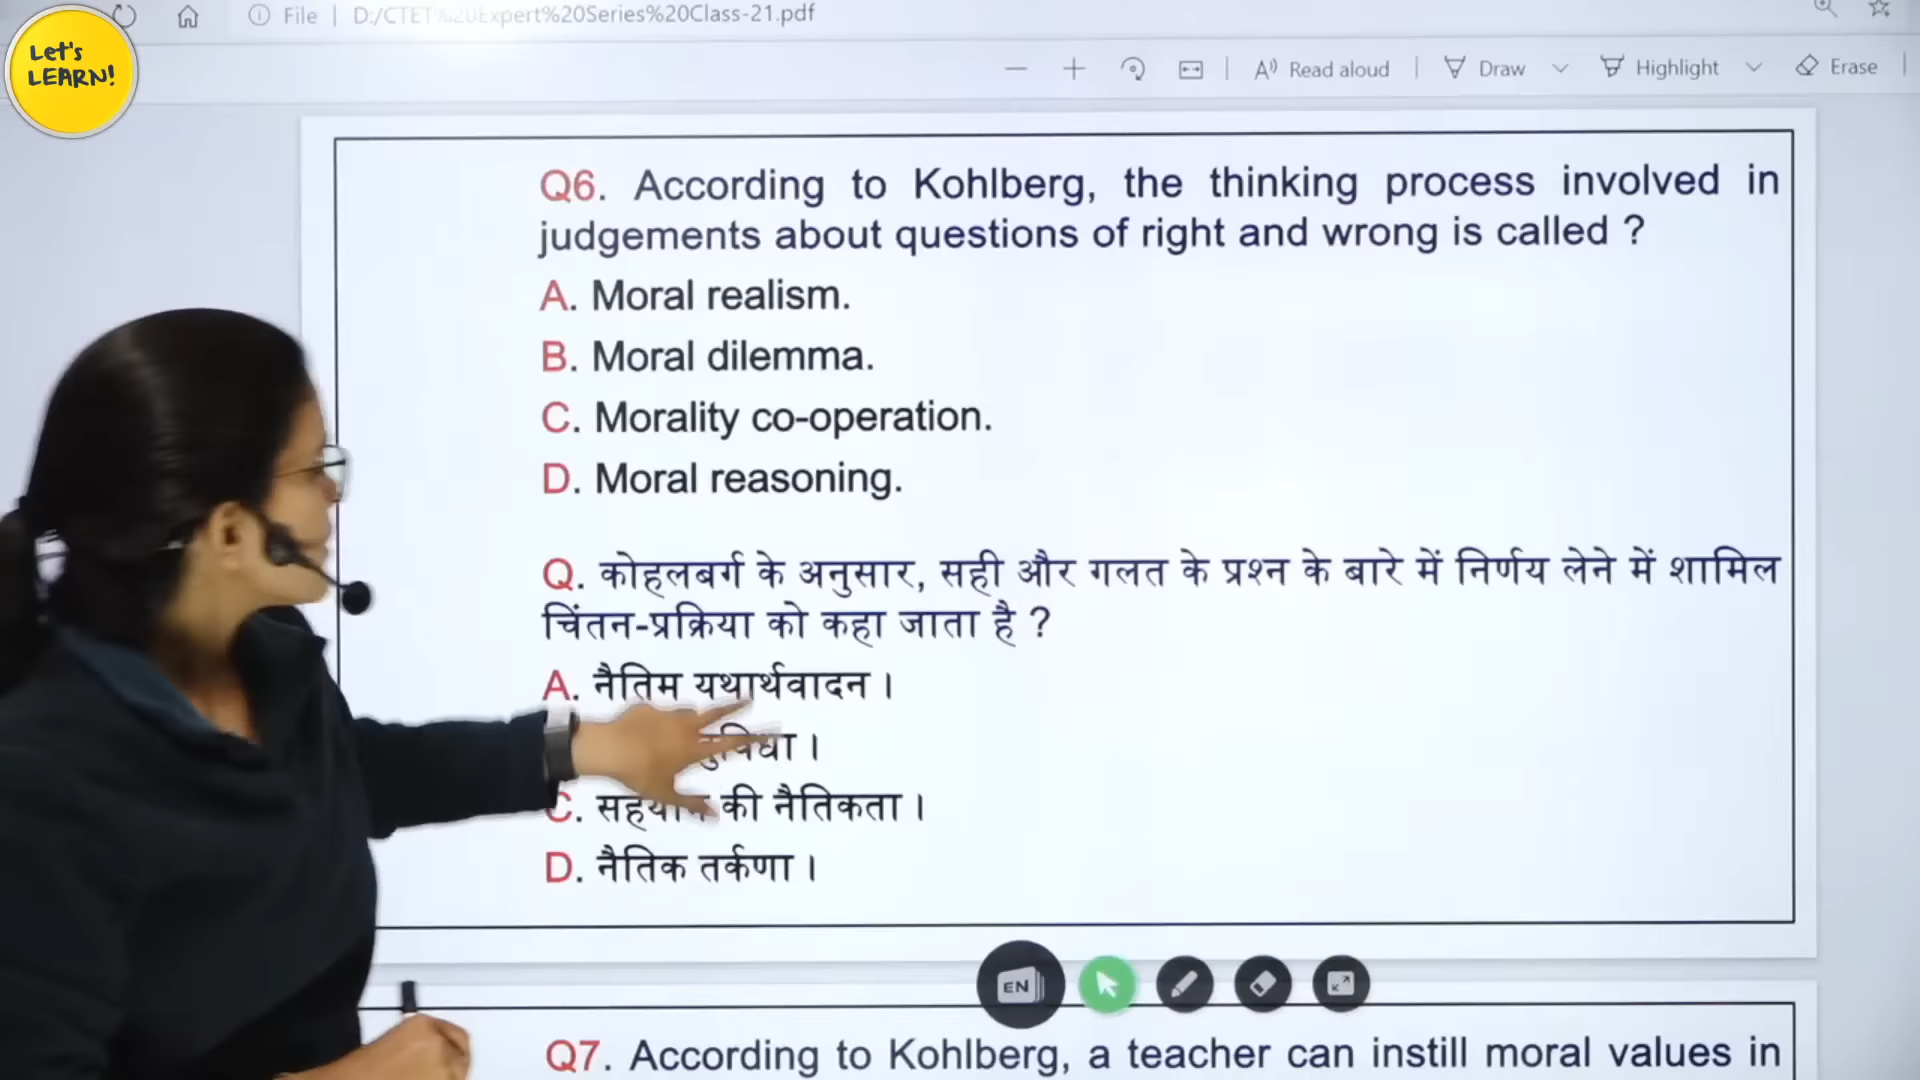 Let's
LEARN!
File | D:/CTET%20Expert%20Series%20Class-21.pdf
Read aloud
Draw
Highlight
Erase
Q6. According to Kohlberg, the thinking process involved in
judgements about questions of right and wrong is called ?
A. Moral realism.
B. Moral dilemma.
C. Morality co-operation.
D. Moral reasoning.
Q. कोहलबर्ग के अनुसार, सही और गलत के प्रश्न के बारे में निर्णय लेने में शामिल
चिंतन-प्रक्रिया को कहा जाता है ?
A. नैतिम यथार्थवादन ।
C. की नैतिकता ।
D. नैतिक तर्कणा ।
EN
Q7. According to Kohlberg, a teacher can instill moral values in